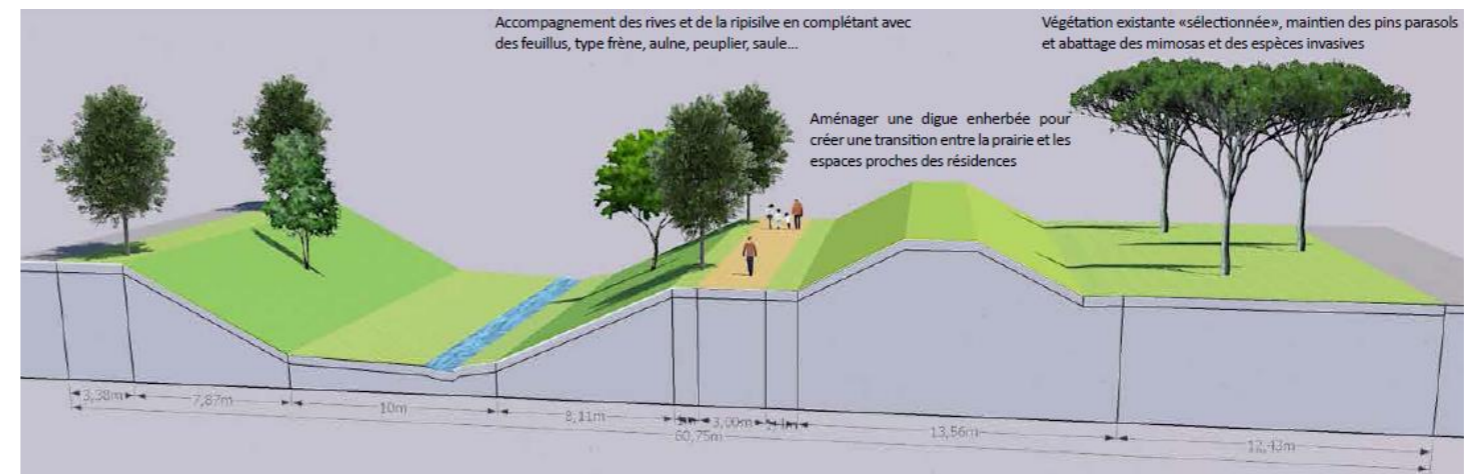 Accompagnement des rives et de la ripisilve en complétant avec
des feuillus, type frêne, aulne, peuplier, saule...
Végétation existante «sélectionnée», maintien des pins parasols
et abattage des mimosas et des espèces invasives
Aménager une digue enherbée pour
créer une transition entre la prairie et les
espaces proches des résidences
3,38m
7,87m
10m
8,11m
3,00m
13,56m
12,43m
60,75m